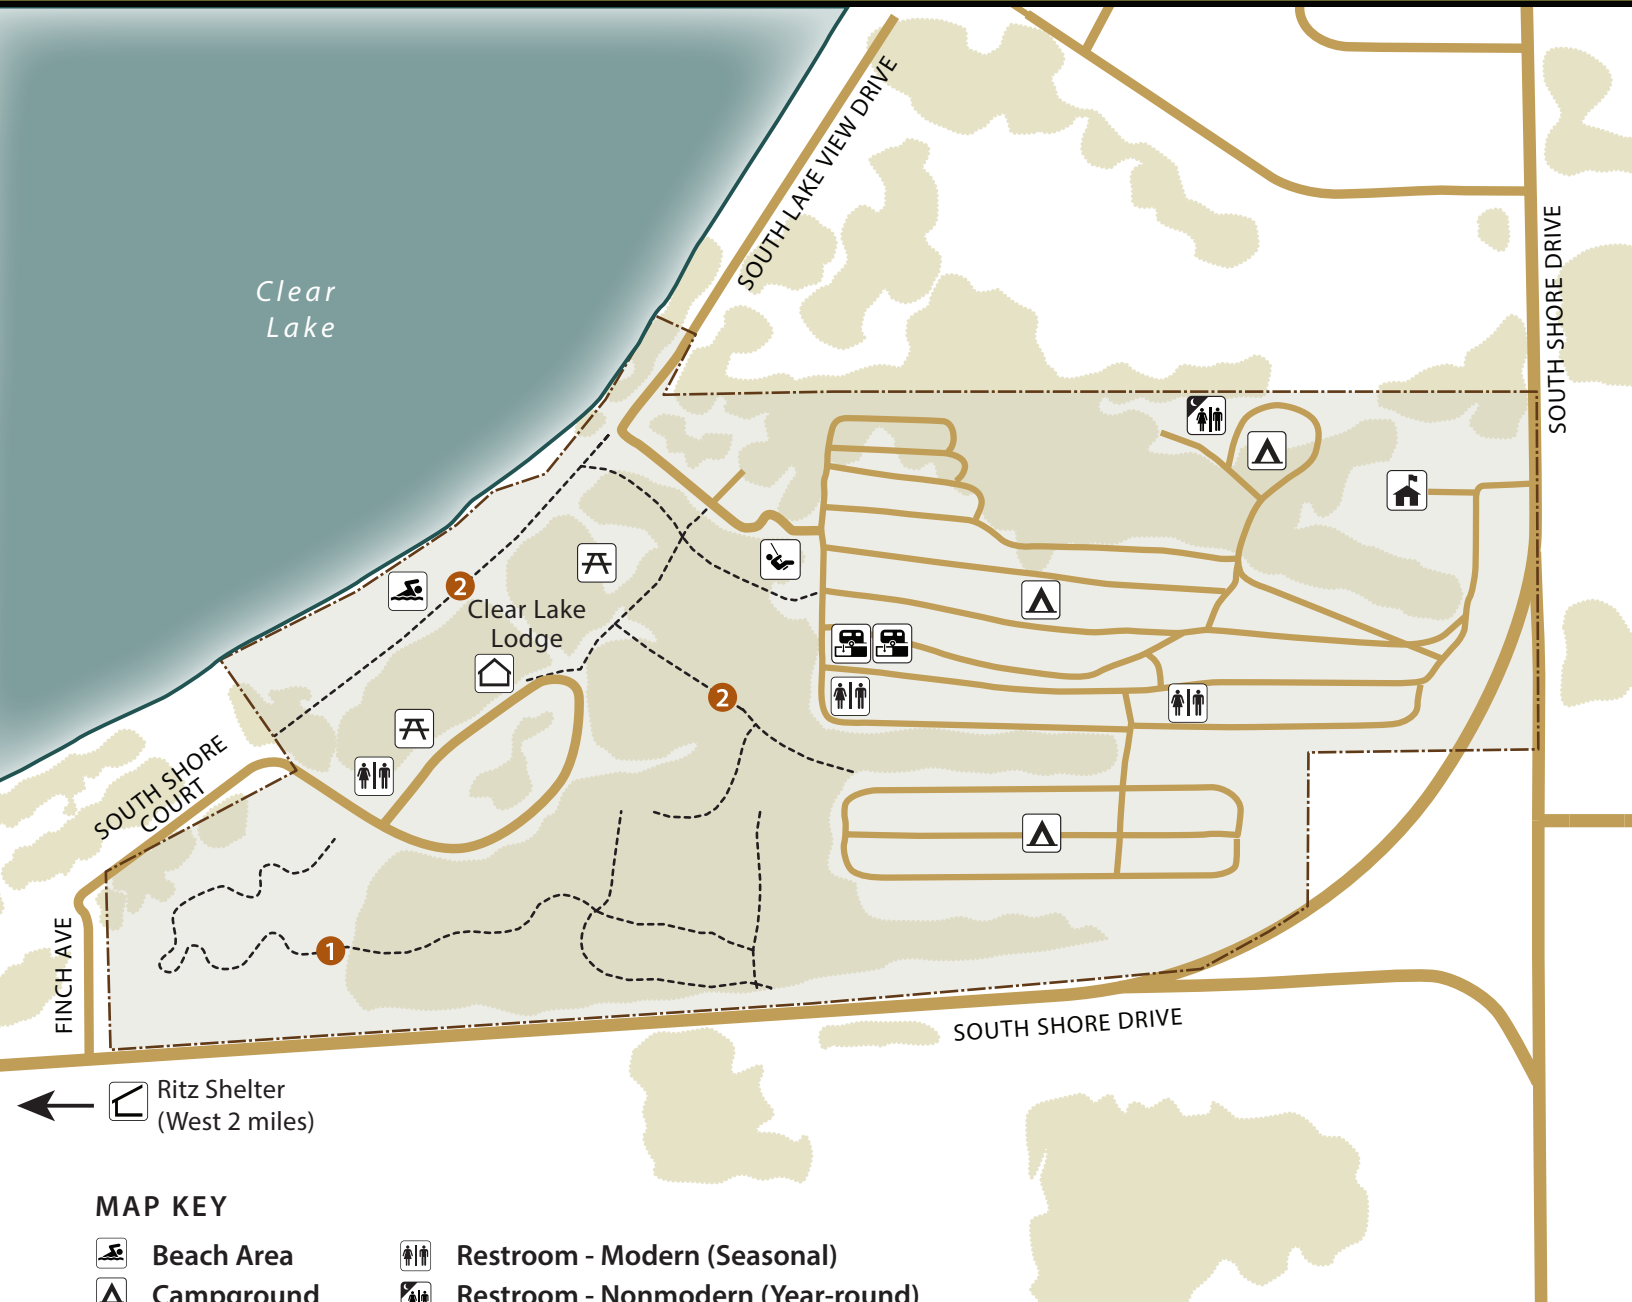 SOUTH LAKE VIEW DRIVE
SOUTH SHORE DRIVE
Clear
Lake
2
Clear Lake
Lodge
2
SOUTH SHORE
COURT
1
FINCH AVE
SOUTH SHORE DRIVE
Ritz Shelter
(West 2 miles)
MAP KEY
Beach Area
Restroom - Modern (Seasonal)
Campground
Restroom - Nonmodern (Year-round)